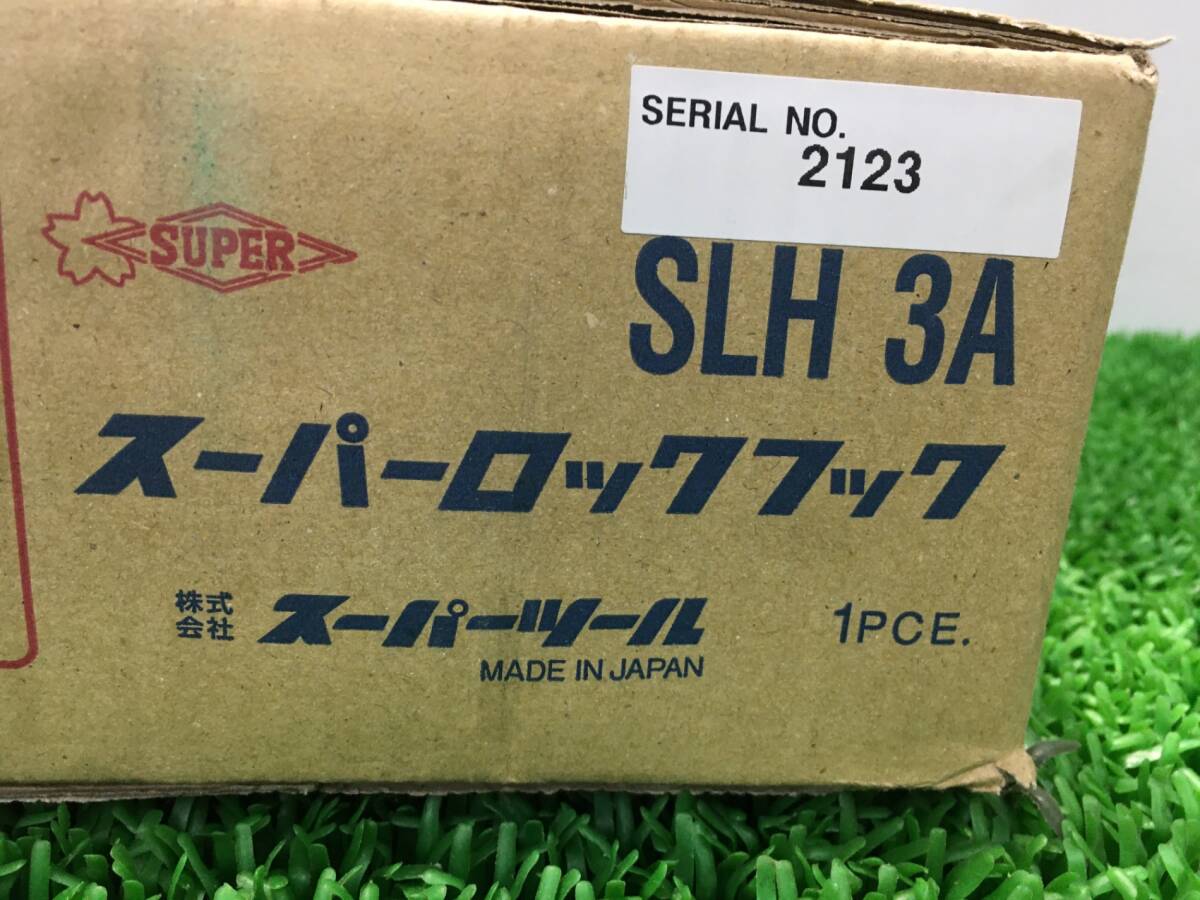 SERIAL NO.
2123
SUPER
SLH 3A
スーパーロックフック
株式
会社
スーパーツール
1PCE.
MADE IN JAPAN